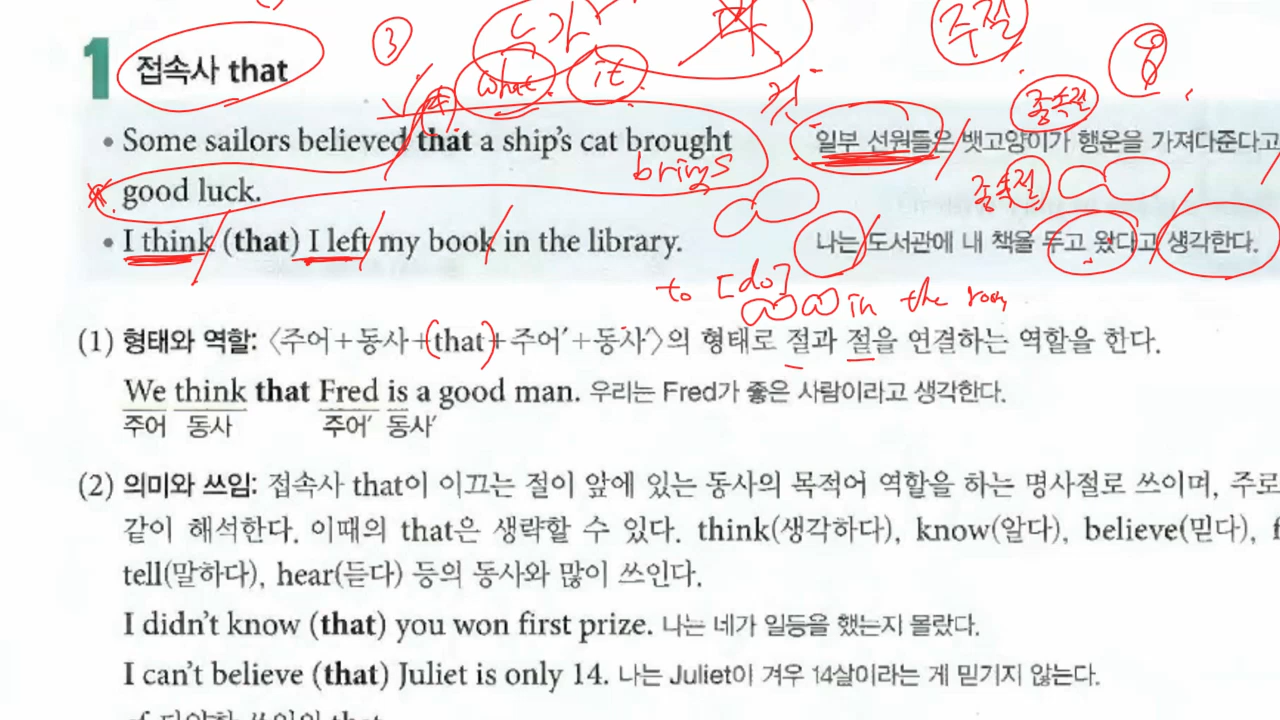 ③ 누가 what it 주절
1 접속사 that
것 종속절
• Some sailors believed that a ship's cat brought 일부 선원들은 뱃고양이가 행운을 가져다준다고
brings 종속절
good luck.
• I think (that) I left my book in the library. 나는 도서관에 내 책을 두고 왔다고 생각한다.
to [do] in the room
(1) 형태와 역할: 〈주어+동사+(that)+주어′+동사′〉의 형태로 절과 절을 연결하는 역할을 한다.
We think that Fred is a good man. 우리는 Fred가 좋은 사람이라고 생각한다.
주어 동사 주어′ 동사′
(2) 의미와 쓰임: 접속사 that이 이끄는 절이 앞에 있는 동사의 목적어 역할을 하는 명사절로 쓰이며, 주로
같이 해석한다. 이때의 that은 생략할 수 있다. think(생각하다), know(알다), believe(믿다),
tell(말하다), hear(듣다) 등의 동사와 많이 쓰인다.
I didn't know (that) you won first prize. 나는 네가 일등을 했는지 몰랐다.
I can't believe (that) Juliet is only 14. 나는 Juliet이 겨우 14살이라는 게 믿기지 않는다.